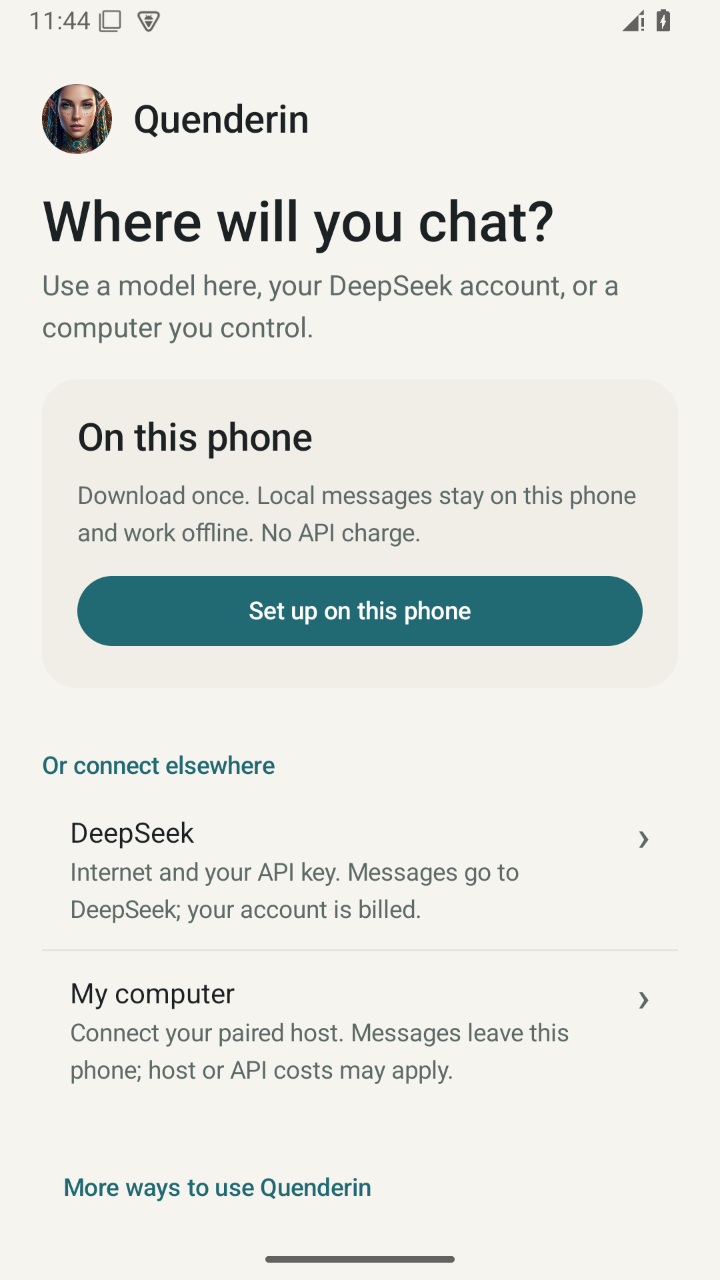 11:44
Quenderin
Where will you chat?
Use a model here, your DeepSeek account, or a
computer you control.
On this phone
Download once. Local messages stay on this phone
and work offline. No API charge.
Set up on this phone
Or connect elsewhere
DeepSeek
Internet and your API key. Messages go to
DeepSeek; your account is billed.
My computer
Connect your paired host. Messages leave this
phone; host or API costs may apply.
More ways to use Quenderin